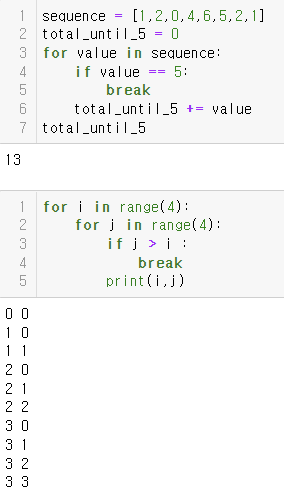 1 sequence = [1,2,0,4,6,5,2,1]
2 total_until_5 = 0
3 for value in sequence:
4     if value == 5:
5         break
6     total_until_5 += value
7 total_until_5
13
1 for i in range(4):
2     for j in range(4):
3         if j > i :
4             break
5         print(i,j)
0 0
1 0
1 1
2 0
2 1
2 2
3 0
3 1
3 2
3 3